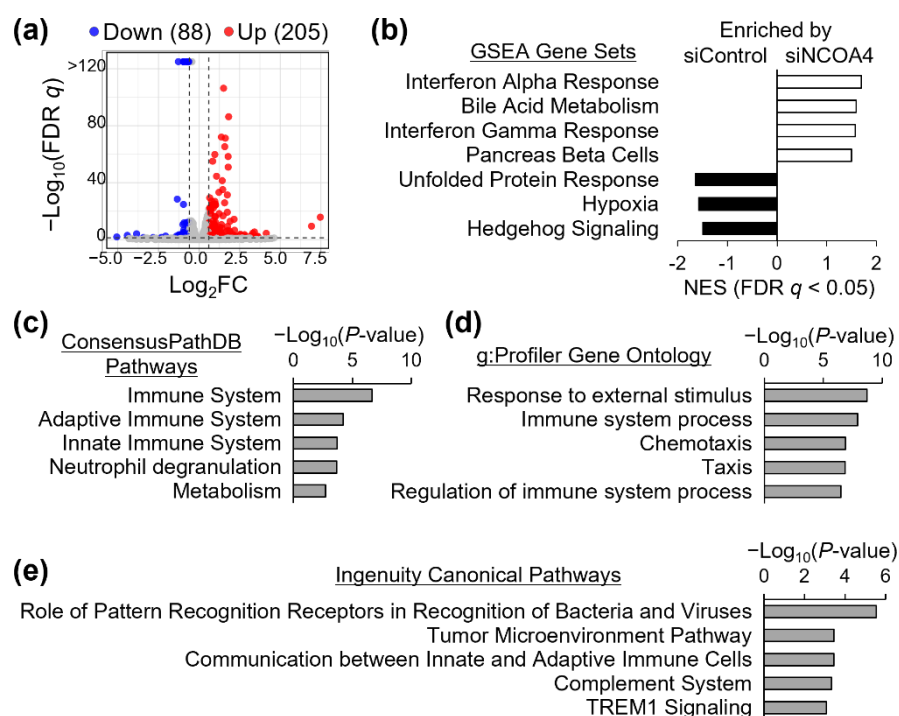 (a) Down (88) Up (205)
−Log10(FDR q)
>120
80
40
0
−5.0 −2.5 0.0 2.5 5.0 7.5
Log2FC
(b) Enriched by
GSEA Gene Sets siControl siNCOA4
Interferon Alpha Response
Bile Acid Metabolism
Interferon Gamma Response
Pancreas Beta Cells
Unfolded Protein Response
Hypoxia
Hedgehog Signaling
−2 −1 0 1 2
NES (FDR q < 0.05)
(c) ConsensusPathDB
Pathways
−Log10(P-value)
0 5 10
Immune System
Adaptive Immune System
Innate Immune System
Neutrophil degranulation
Metabolism
(d) −Log10(P-value)
g:Profiler Gene Ontology
0 5 10
Response to external stimulus
Immune system process
Chemotaxis
Taxis
Regulation of immune system process
(e) −Log10(P-value)
Ingenuity Canonical Pathways
0 2 4 6
Role of Pattern Recognition Receptors in Recognition of Bacteria and Viruses
Tumor Microenvironment Pathway
Communication between Innate and Adaptive Immune Cells
Complement System
TREM1 Signaling